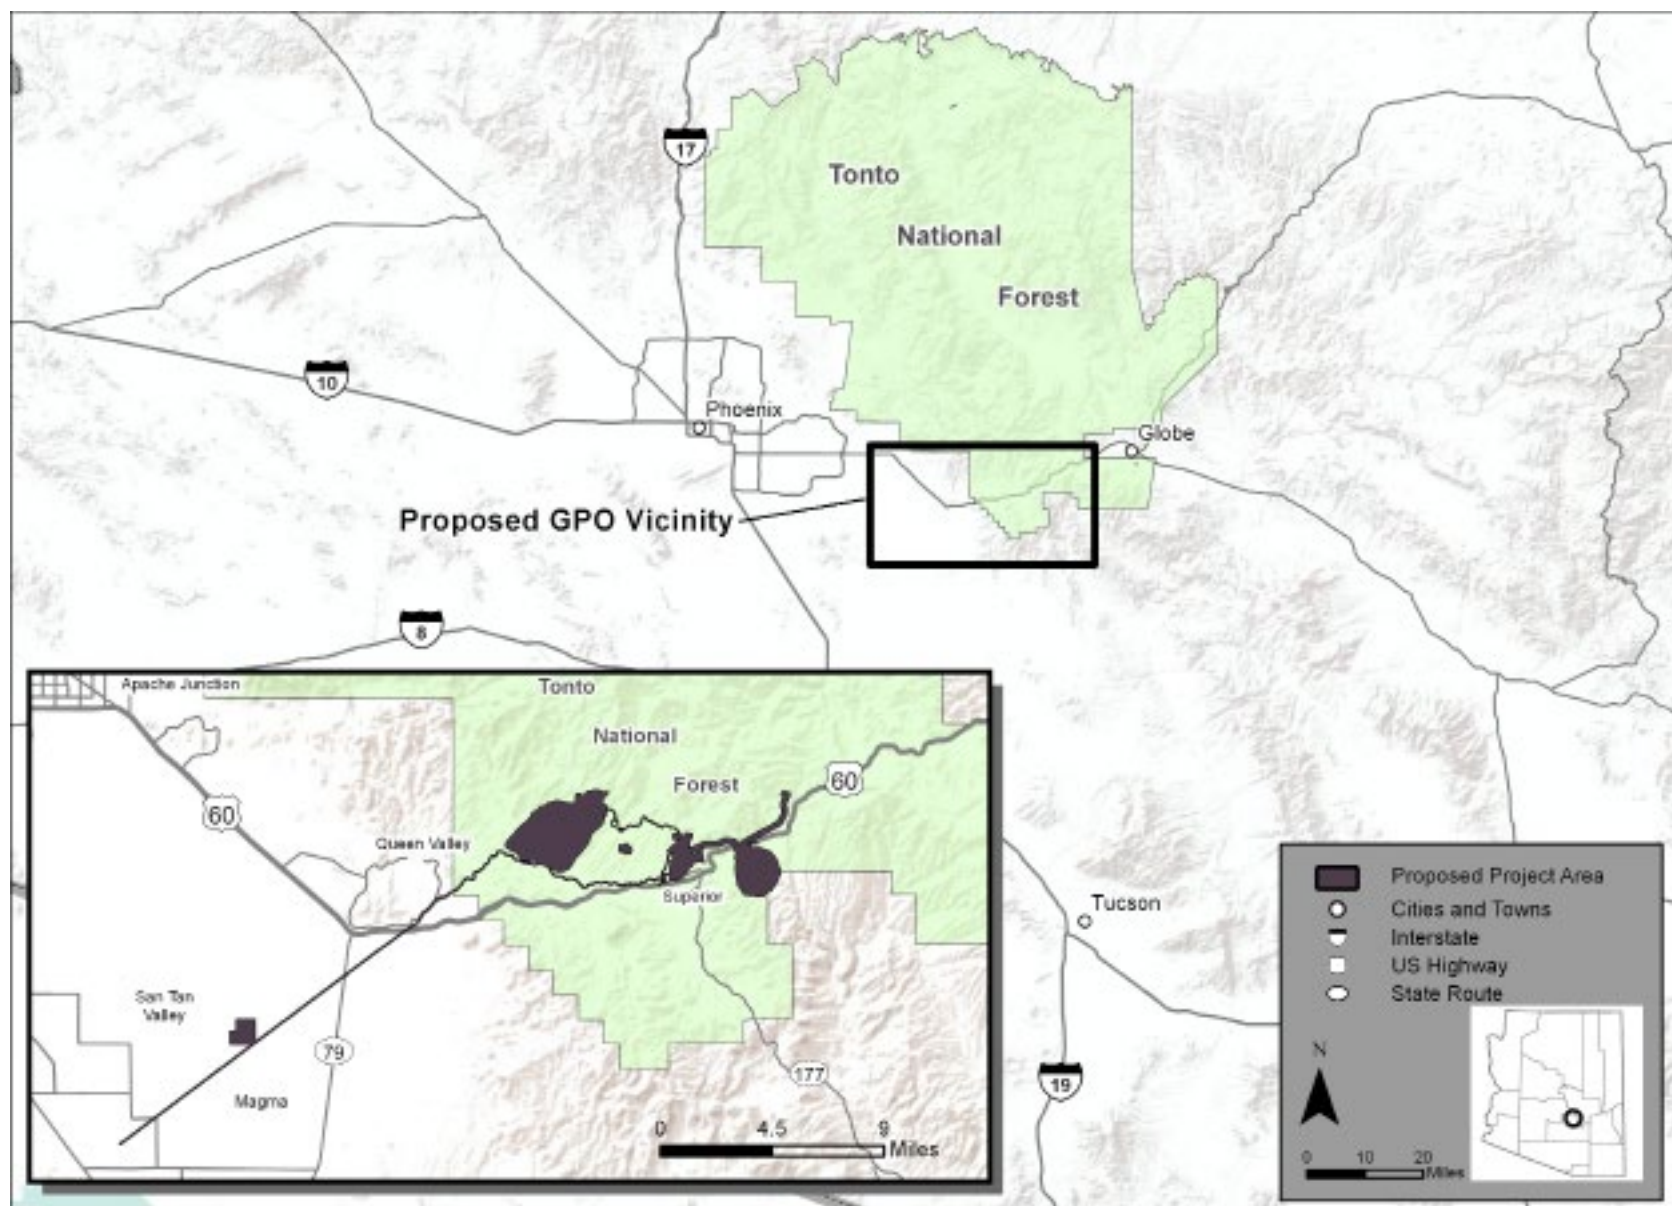 17
Tonto
National
Forest
10
Phoenix
Globe
Proposed GPO Vicinity
8
Apache Junction
Tonto
National
Forest
60
60
Queen Valley
Superior
San Tan
Valley
79
Magma
177
0 4.5 9
Miles
Tucson
19
Proposed Project Area
Cities and Towns
Interstate
US Highway
State Route
N
0 10 20
Miles